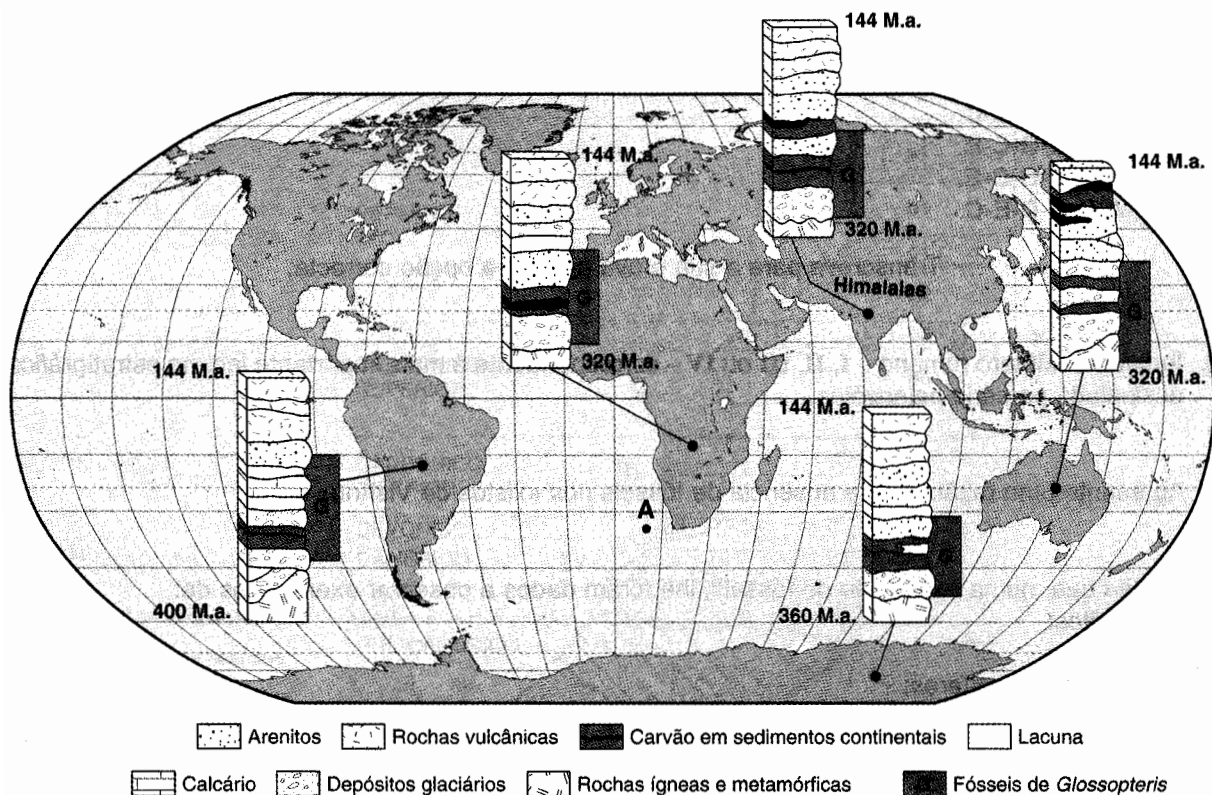 144 M.a.
144 M.a.
144 M.a.
G
320 M.a.
Himalaias
G
G
320 M.a.
320 M.a.
144 M.a.
144 M.a.
G
A
G
400 M.a.
360 M.a.
Arenitos
Rochas vulcânicas
Carvão em sedimentos continentais
Lacuna
Calcário
Depósitos glaciários
Rochas ígneas e metamórficas
Fósseis de Glossopteris